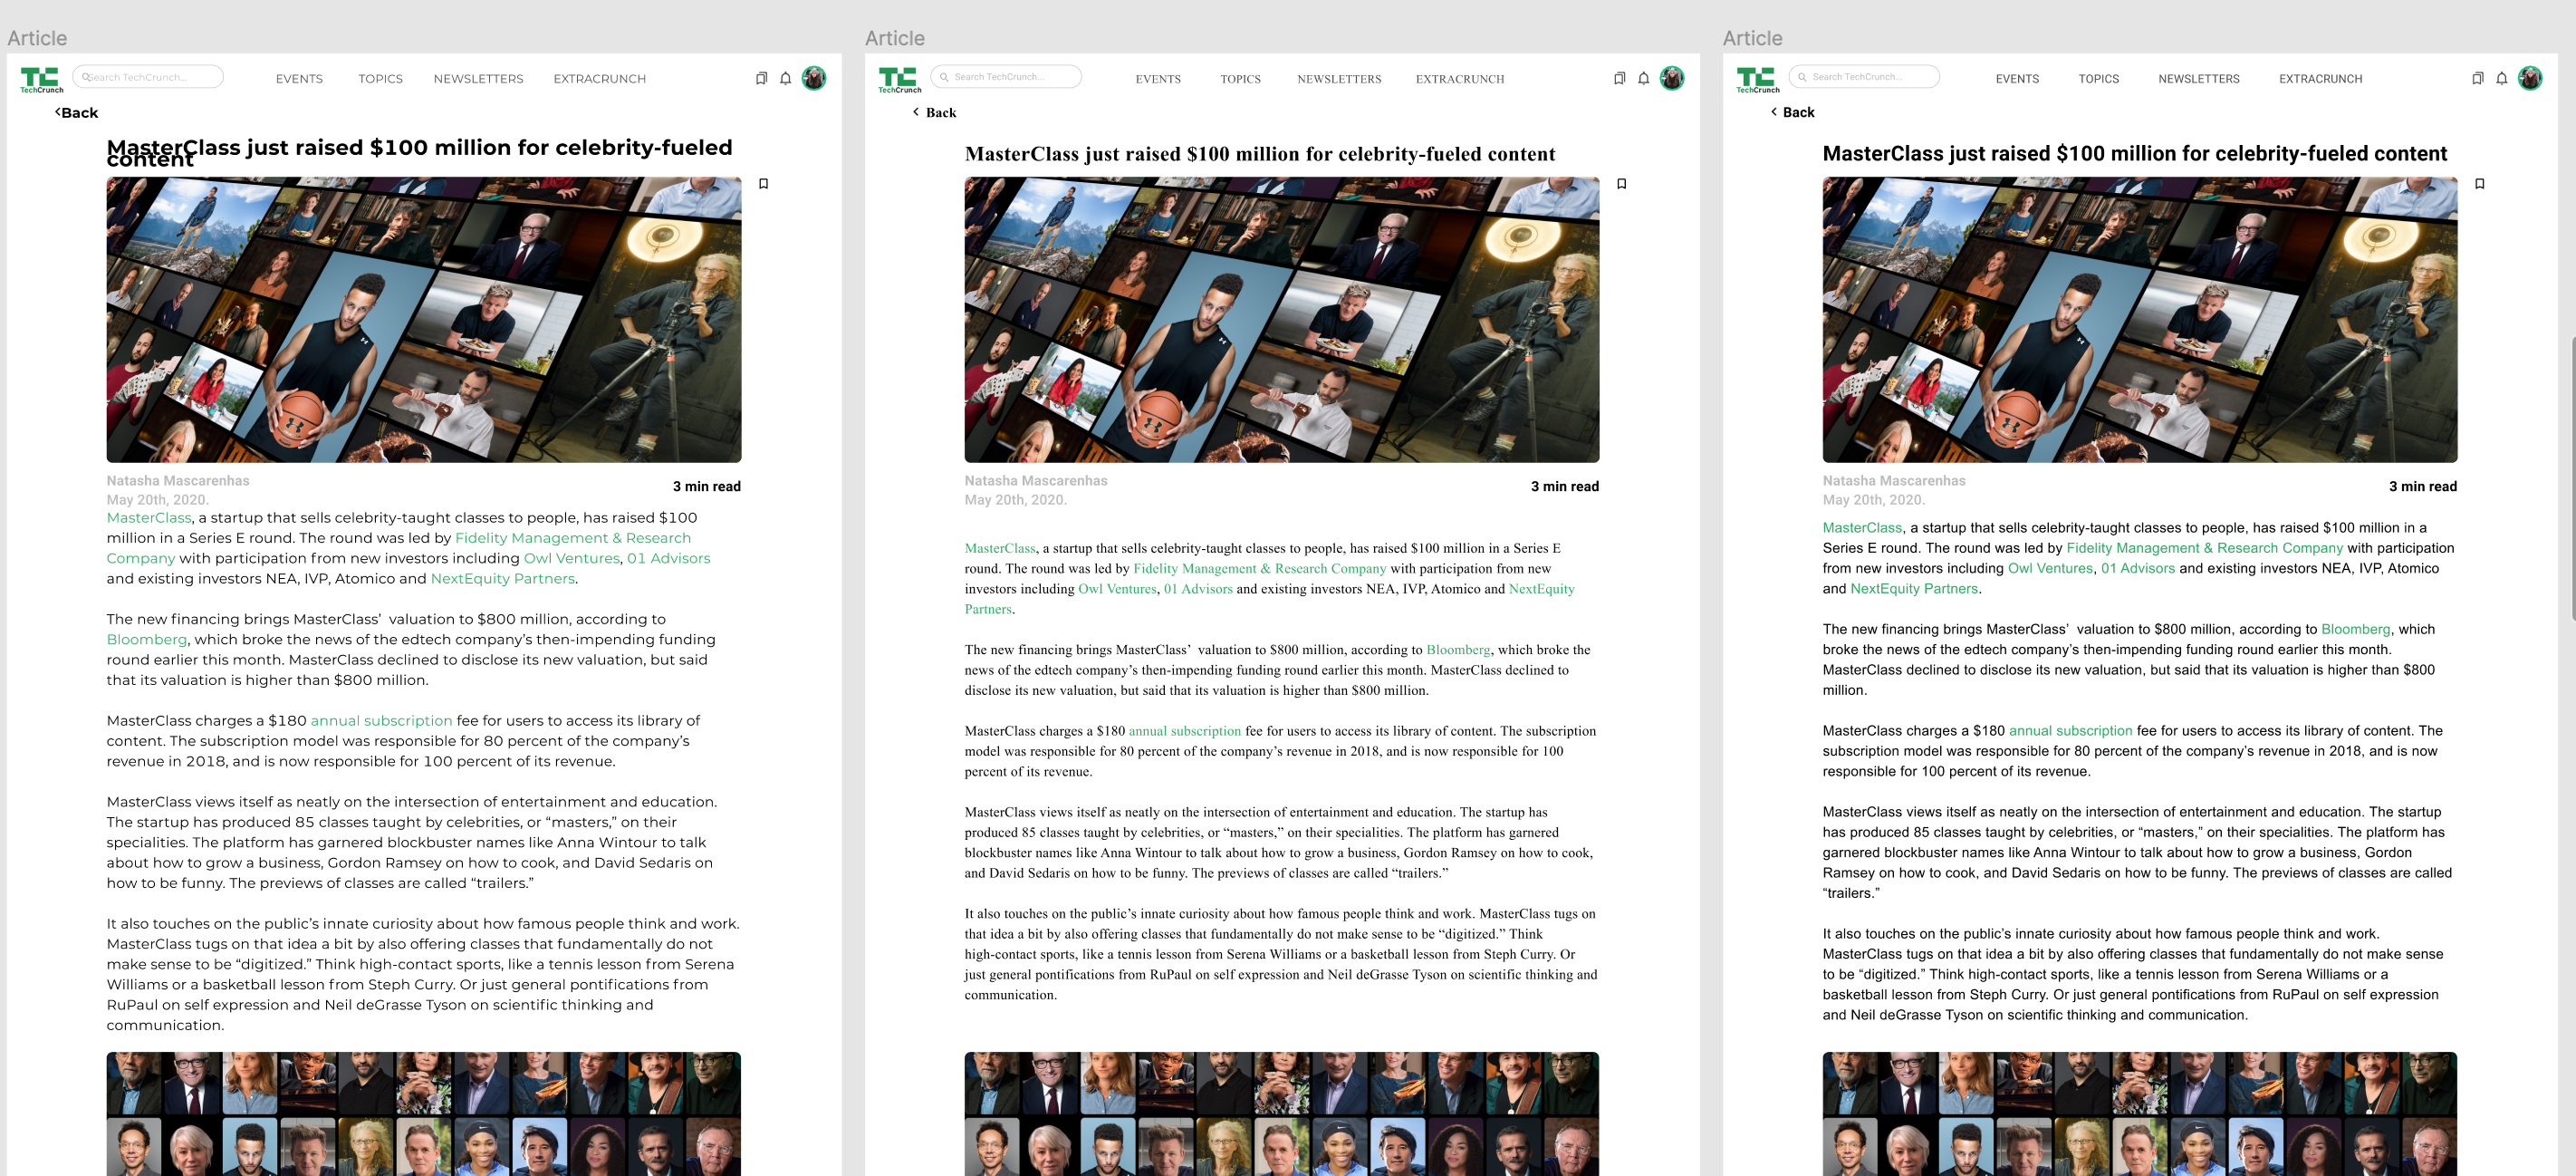 Article
TechCrunch
Search TechCrunch...
EVENTS TOPICS NEWSLETTERS EXTRACRUNCH
Back
MasterClass just raised $100 million for celebrity-fueled
content
Natasha Mascarenhas
May 20th, 2020.
3 min read
MasterClass, a startup that sells celebrity-taught classes to people, has raised $100
million in a Series E round. The round was led by Fidelity Management & Research
Company with participation from new investors including Owl Ventures, 01 Advisors
and existing investors NEA, IVP, Atomico and NextEquity Partners.
The new financing brings MasterClass’  valuation to $800 million, according to
Bloomberg, which broke the news of the edtech company’s then-impending funding
round earlier this month. MasterClass declined to disclose its new valuation, but said
that its valuation is higher than $800 million.
MasterClass charges a $180 annual subscription fee for users to access its library of
content. The subscription model was responsible for 80 percent of the company’s
revenue in 2018, and is now responsible for 100 percent of its revenue.
MasterClass views itself as neatly on the intersection of entertainment and education.
The startup has produced 85 classes taught by celebrities, or “masters,” on their
specialities. The platform has garnered blockbuster names like Anna Wintour to talk
about how to grow a business, Gordon Ramsey on how to cook, and David Sedaris on
how to be funny. The previews of classes are called “trailers.”
It also touches on the public’s innate curiosity about how famous people think and work.
MasterClass tugs on that idea a bit by also offering classes that fundamentally do not
make sense to be “digitized.” Think high-contact sports, like a tennis lesson from Serena
Williams or a basketball lesson from Steph Curry. Or just general pontifications from
RuPaul on self expression and Neil deGrasse Tyson on scientific thinking and
communication.
Article
TechCrunch
Search TechCrunch...
EVENTS TOPICS NEWSLETTERS EXTRACRUNCH
Back
MasterClass just raised $100 million for celebrity-fueled content
Natasha Mascarenhas
May 20th, 2020.
3 min read
MasterClass, a startup that sells celebrity-taught classes to people, has raised $100 million in a Series E
round. The round was led by Fidelity Management & Research Company with participation from new
investors including Owl Ventures, 01 Advisors and existing investors NEA, IVP, Atomico and NextEquity
Partners.
The new financing brings MasterClass’  valuation to $800 million, according to Bloomberg, which broke the
news of the edtech company’s then-impending funding round earlier this month. MasterClass declined to
disclose its new valuation, but said that its valuation is higher than $800 million.
MasterClass charges a $180 annual subscription fee for users to access its library of content. The subscription
model was responsible for 80 percent of the company’s revenue in 2018, and is now responsible for 100
percent of its revenue.
MasterClass views itself as neatly on the intersection of entertainment and education. The startup has
produced 85 classes taught by celebrities, or “masters,” on their specialities. The platform has garnered
blockbuster names like Anna Wintour to talk about how to grow a business, Gordon Ramsey on how to cook,
and David Sedaris on how to be funny. The previews of classes are called “trailers.”
It also touches on the public’s innate curiosity about how famous people think and work. MasterClass tugs on
that idea a bit by also offering classes that fundamentally do not make sense to be “digitized.” Think
high-contact sports, like a tennis lesson from Serena Williams or a basketball lesson from Steph Curry. Or
just general pontifications from RuPaul on self expression and Neil deGrasse Tyson on scientific thinking and
communication.
Article
TechCrunch
Search TechCrunch...
EVENTS TOPICS NEWSLETTERS EXTRACRUNCH
Back
MasterClass just raised $100 million for celebrity-fueled content
Natasha Mascarenhas
May 20th, 2020.
3 min read
MasterClass, a startup that sells celebrity-taught classes to people, has raised $100 million in a
Series E round. The round was led by Fidelity Management & Research Company with participation
from new investors including Owl Ventures, 01 Advisors and existing investors NEA, IVP, Atomico
and NextEquity Partners.
The new financing brings MasterClass’  valuation to $800 million, according to Bloomberg, which
broke the news of the edtech company’s then-impending funding round earlier this month.
MasterClass declined to disclose its new valuation, but said that its valuation is higher than $800
million.
MasterClass charges a $180 annual subscription fee for users to access its library of content. The
subscription model was responsible for 80 percent of the company’s revenue in 2018, and is now
responsible for 100 percent of its revenue.
MasterClass views itself as neatly on the intersection of entertainment and education. The startup
has produced 85 classes taught by celebrities, or “masters,” on their specialities. The platform has
garnered blockbuster names like Anna Wintour to talk about how to grow a business, Gordon
Ramsey on how to cook, and David Sedaris on how to be funny. The previews of classes are called
“trailers.”
It also touches on the public’s innate curiosity about how famous people think and work.
MasterClass tugs on that idea a bit by also offering classes that fundamentally do not make sense
to be “digitized.” Think high-contact sports, like a tennis lesson from Serena Williams or a
basketball lesson from Steph Curry. Or just general pontifications from RuPaul on self expression
and Neil deGrasse Tyson on scientific thinking and communication.